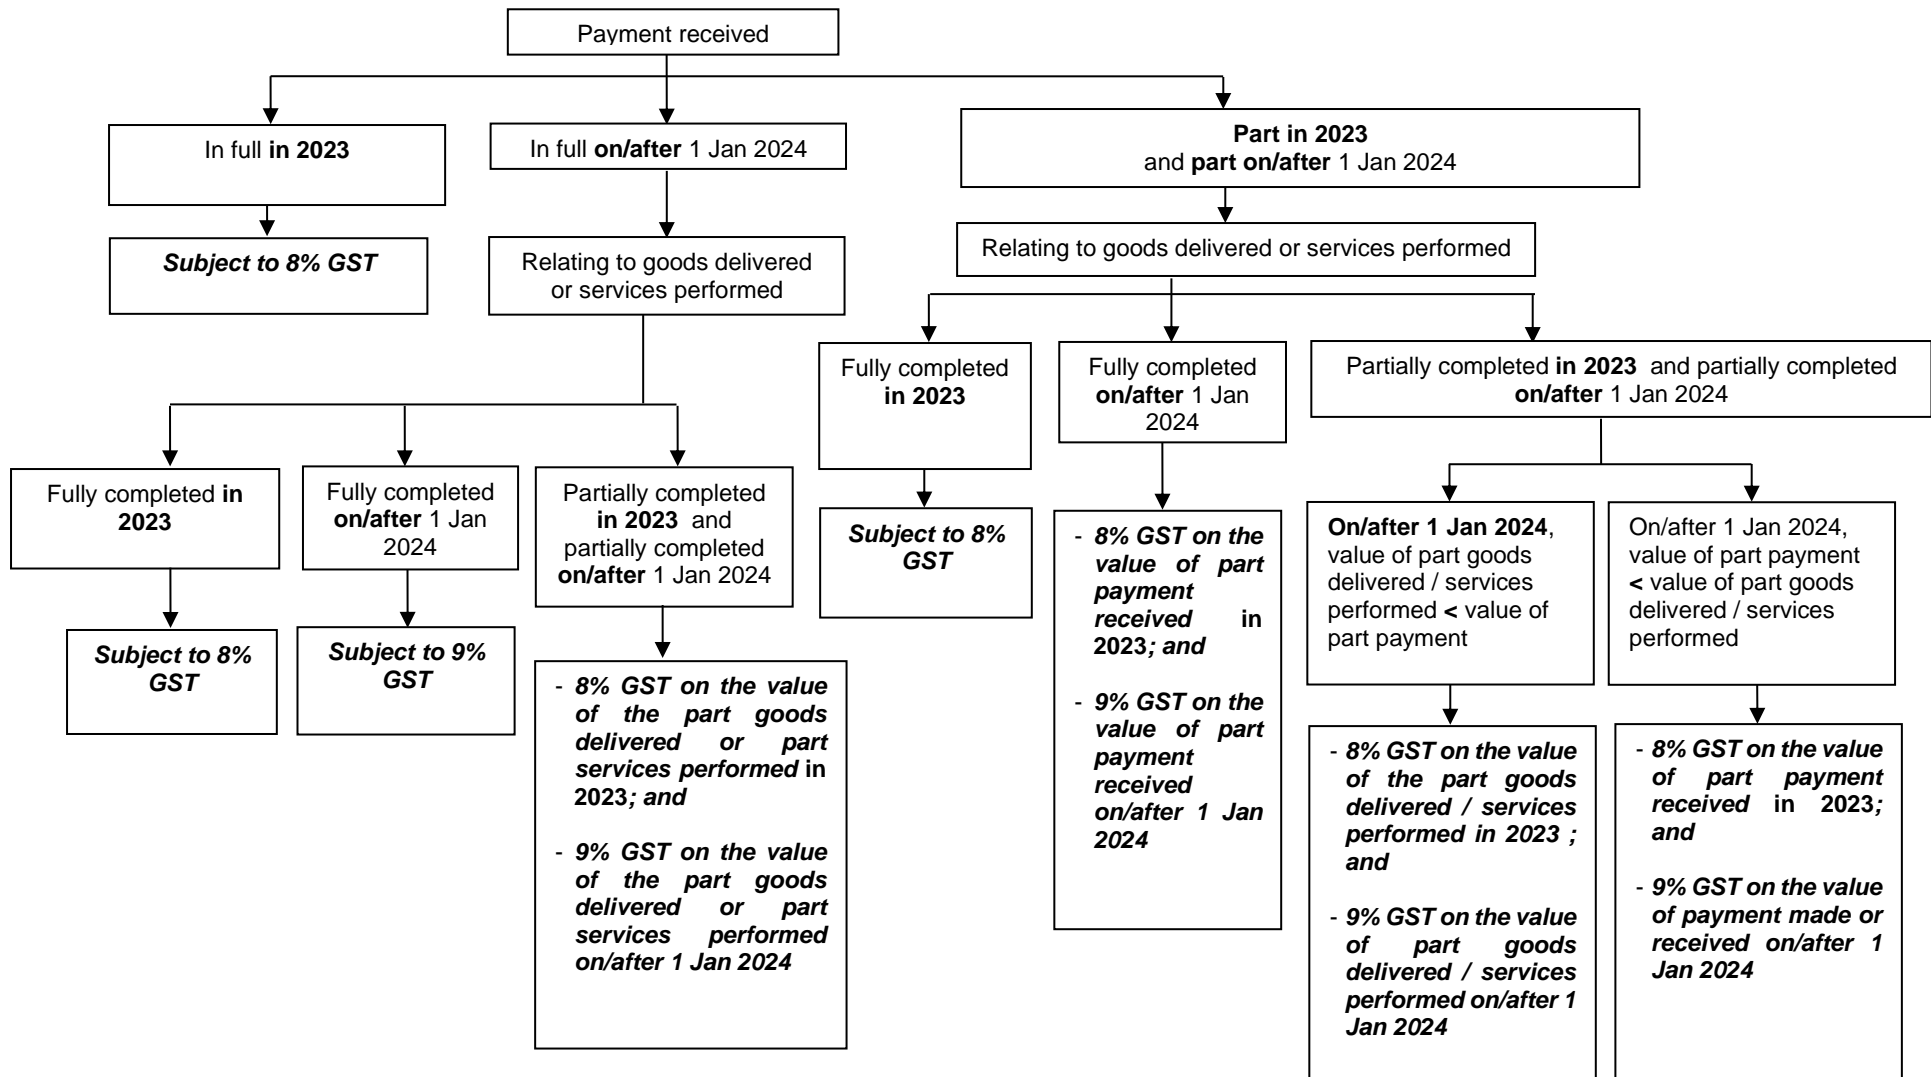 Payment received
In full in 2023
In full on/after 1 Jan 2024
Part in 2023
and part on/after 1 Jan 2024
Subject to 8% GST
Relating to goods delivered
or services performed
Relating to goods delivered or services performed
Fully completed in
2023
Fully completed
on/after 1 Jan
2024
Partially completed
in 2023 and
partially completed
on/after 1 Jan 2024
Subject to 8%
GST
Subject to 9%
GST
- 8% GST on the value
of the part goods
delivered or part
services performed in
2023; and
- 9% GST on the value
of the part goods
delivered or part
services performed
on/after 1 Jan 2024
Fully completed
in 2023
Fully completed
on/after 1 Jan
2024
Partially completed in 2023 and partially completed
on/after 1 Jan 2024
Subject to 8%
GST
- 8% GST on the
value of part
payment
received in
2023; and
- 9% GST on the
value of part
payment
received
on/after 1 Jan
2024
On/after 1 Jan 2024,
value of part goods
delivered / services
performed < value of
part payment
On/after 1 Jan 2024,
value of part payment
< value of part goods
delivered / services
performed
- 8% GST on the value
of the part goods
delivered / services
performed in 2023 ;
and
- 9% GST on the value
of part goods
delivered / services
performed on/after 1
Jan 2024
- 8% GST on the value
of part payment
received in 2023;
and
- 9% GST on the value
of payment made or
received on/after 1
Jan 2024